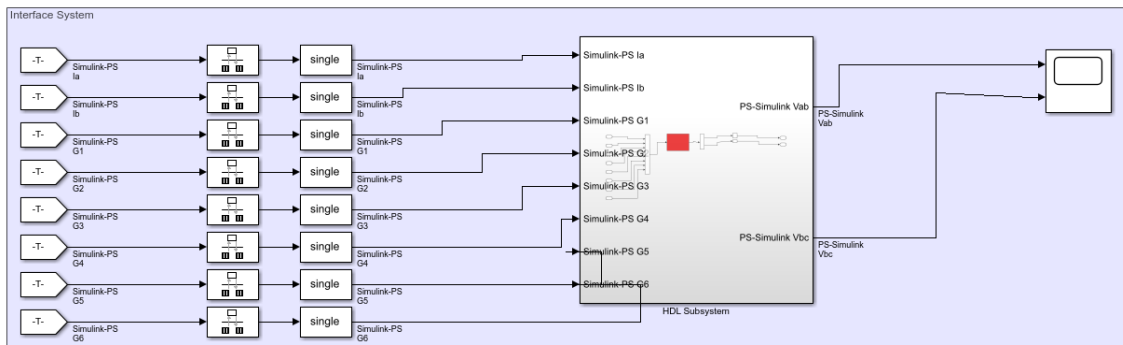 Interface System
-T-
Simulink-PS
Ia
single
Simulink-PS
Ia
-T-
Simulink-PS
Ib
single
Simulink-PS
Ib
-T-
Simulink-PS
G1
single
Simulink-PS
G1
-T-
Simulink-PS
G2
single
Simulink-PS
G2
-T-
Simulink-PS
G3
single
Simulink-PS
G3
-T-
Simulink-PS
G4
single
Simulink-PS
G4
-T-
Simulink-PS
G5
single
Simulink-PS
G5
-T-
Simulink-PS
G6
single
Simulink-PS
G6
Simulink-PS Ia
Simulink-PS Ib
Simulink-PS G1
Simulink-PS G2
Simulink-PS G3
Simulink-PS G4
Simulink-PS G5
Simulink-PS G6
PS-Simulink Vab
PS-Simulink Vbc
HDL Subsystem
PS-Simulink
Vab
PS-Simulink
Vbc